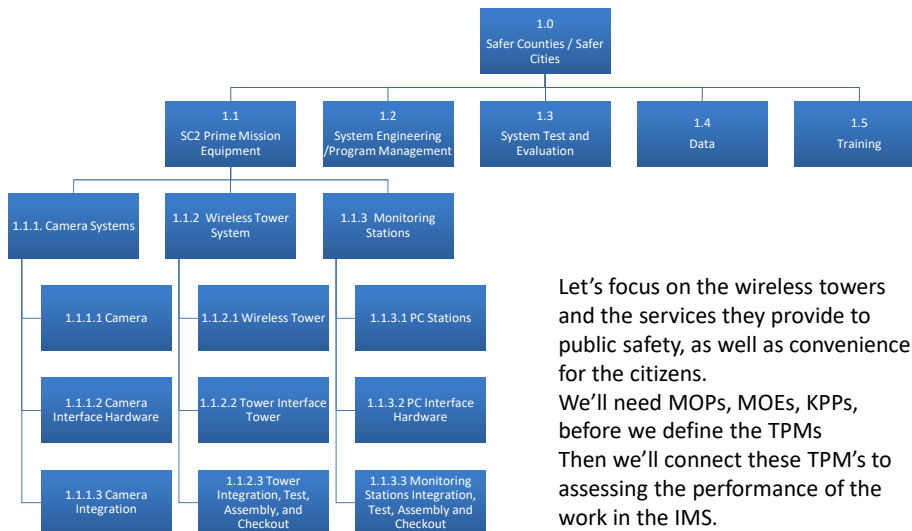 1.0
Safer Counties / Safer
Cities
1.1
SC2 Prime Mission
Equipment
1.2
System Engineering
/Program Management
1.3
System Test and
Evaluation
1.4
Data
1.5
Training
1.1.1. Camera Systems
1.1.2 Wireless Tower
System
1.1.3 Monitoring
Stations
1.1.1.1 Camera
1.1.2.1 Wireless Tower
1.1.3.1 PC Stations
1.1.1.2 Camera
Interface Hardware
1.1.2.2 Tower Interface
Tower
1.1.3.2 PC Interface
Hardware
1.1.1.3 Camera
Integration
1.1.2.3 Tower
Integration, Test,
Assembly, and
Checkout
1.1.3.3 Monitoring
Stations Integration,
Test, Assembly and
Checkout
Let’s focus on the wireless towers
and the services they provide to
public safety, as well as convenience
for the citizens.
We’ll need MOPs, MOEs, KPPs,
before we define the TPMs
Then we’ll connect these TPM’s to
assessing the performance of the
work in the IMS.